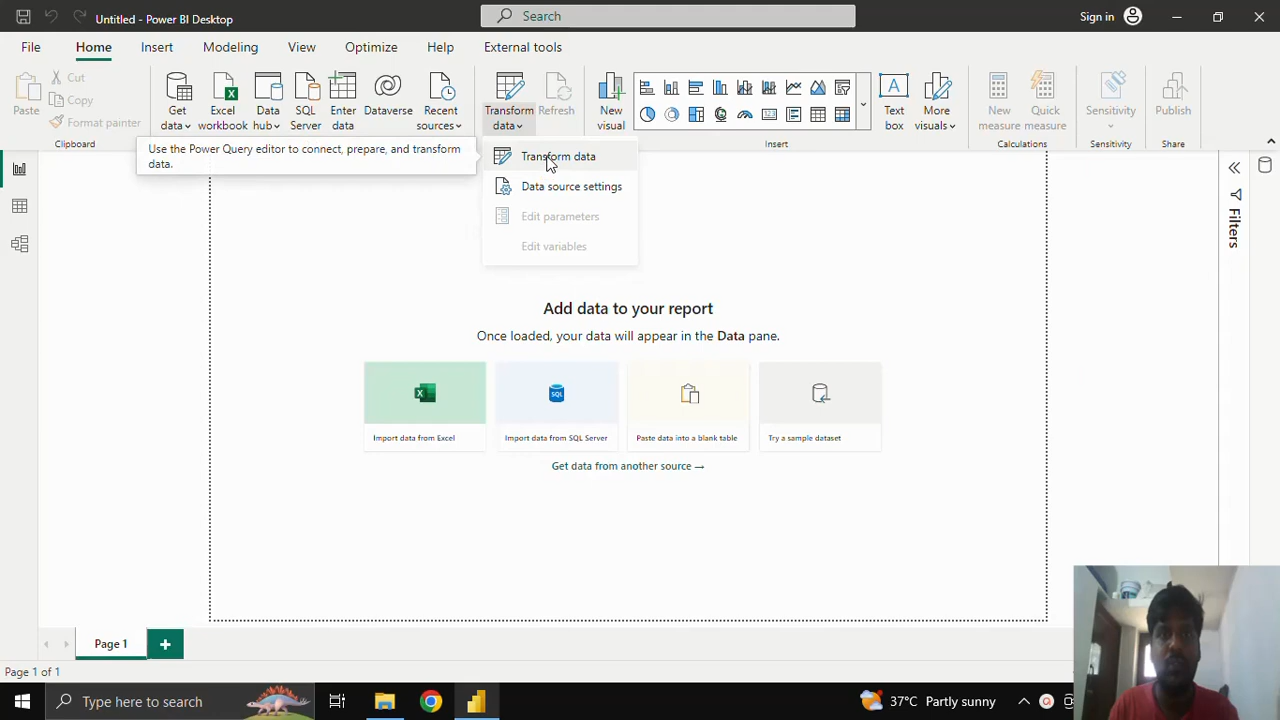 Untitled - Power BI Desktop
Search
Sign in
File
Home
Insert
Modeling
View
Optimize
Help
External tools
Paste
Cut
Copy
Format painter
Clipboard
Get data
Excel workbook
Data hub
SQL Server
Enter data
Dataverse
Recent sources
Transform data
Refresh
New visual
Text box
More visuals
Insert
New measure
Quick measure
Calculations
Sensitivity
Sensitivity
Publish
Share
Use the Power Query editor to connect, prepare, and transform
data.
Transform data
Data source settings
Edit parameters
Edit variables
Filters
Add data to your report
Once loaded, your data will appear in the Data pane.
SQL
Import data from Excel
Import data from SQL Server
Paste data into a blank table
Try a sample dataset
Get data from another source →
Page 1
Page 1 of 1
Type here to search
37°C Partly sunny